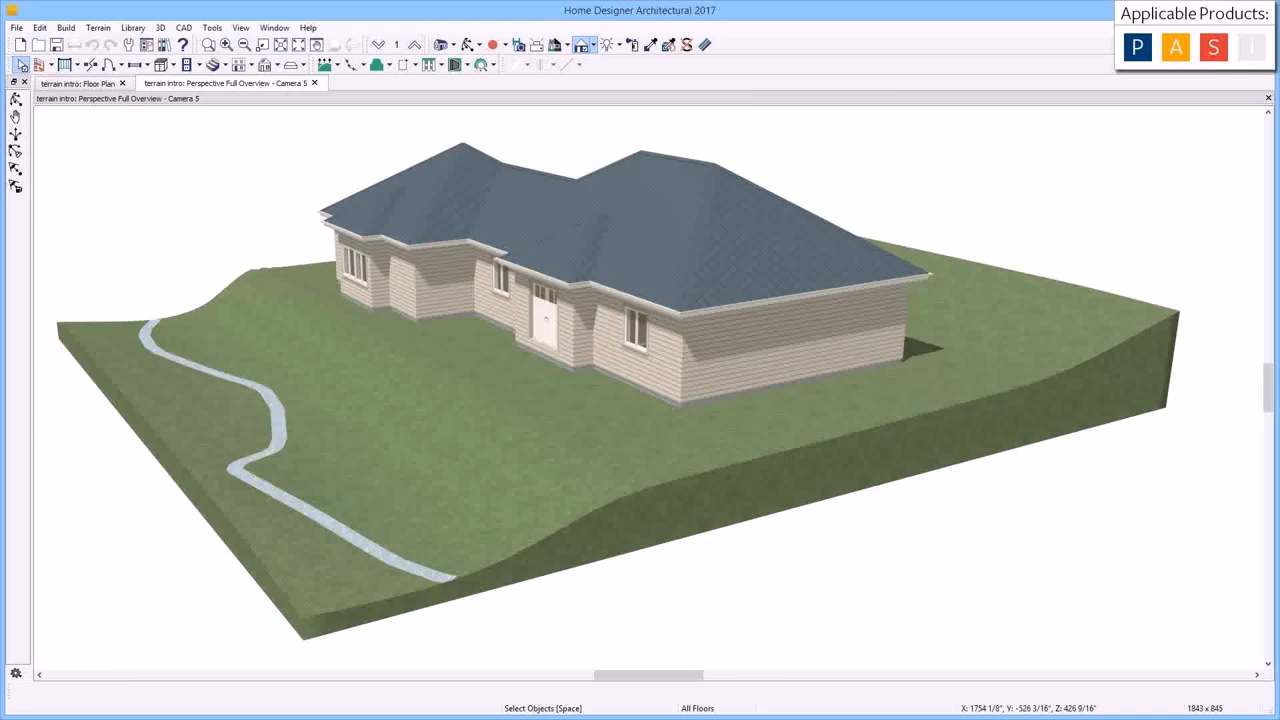 Home Designer Architectural 2017
Applicable Products:
P A S I
File Edit Build Terrain Library 3D CAD Tools View Window Help
1
terrain intro: Floor Plan
terrain intro: Perspective Full Overview - Camera 5
terrain intro: Perspective Full Overview - Camera 5
Select Objects [Space]
All Floors
X: 1754 1/8", Y: -526 3/16", Z: 426 9/16"
1843 x 845